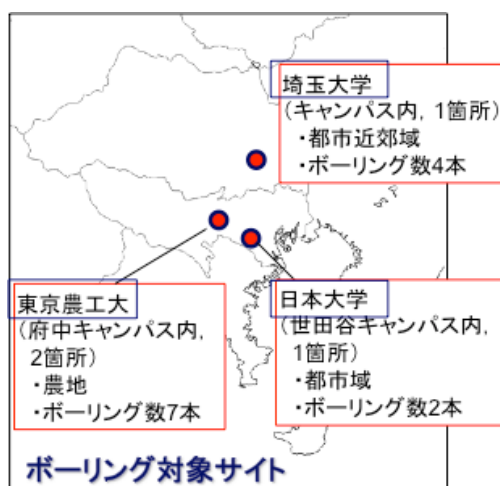 埼玉大学
(キャンパス内，1箇所)
・都市近郊域
・ボーリング数4本
東京農工大
(府中キャンパス内，
2箇所)
・農地
・ボーリング数7本
日本大学
(世田谷キャンパス内，
1箇所)
・都市域
・ボーリング数2本
ボーリング対象サイト